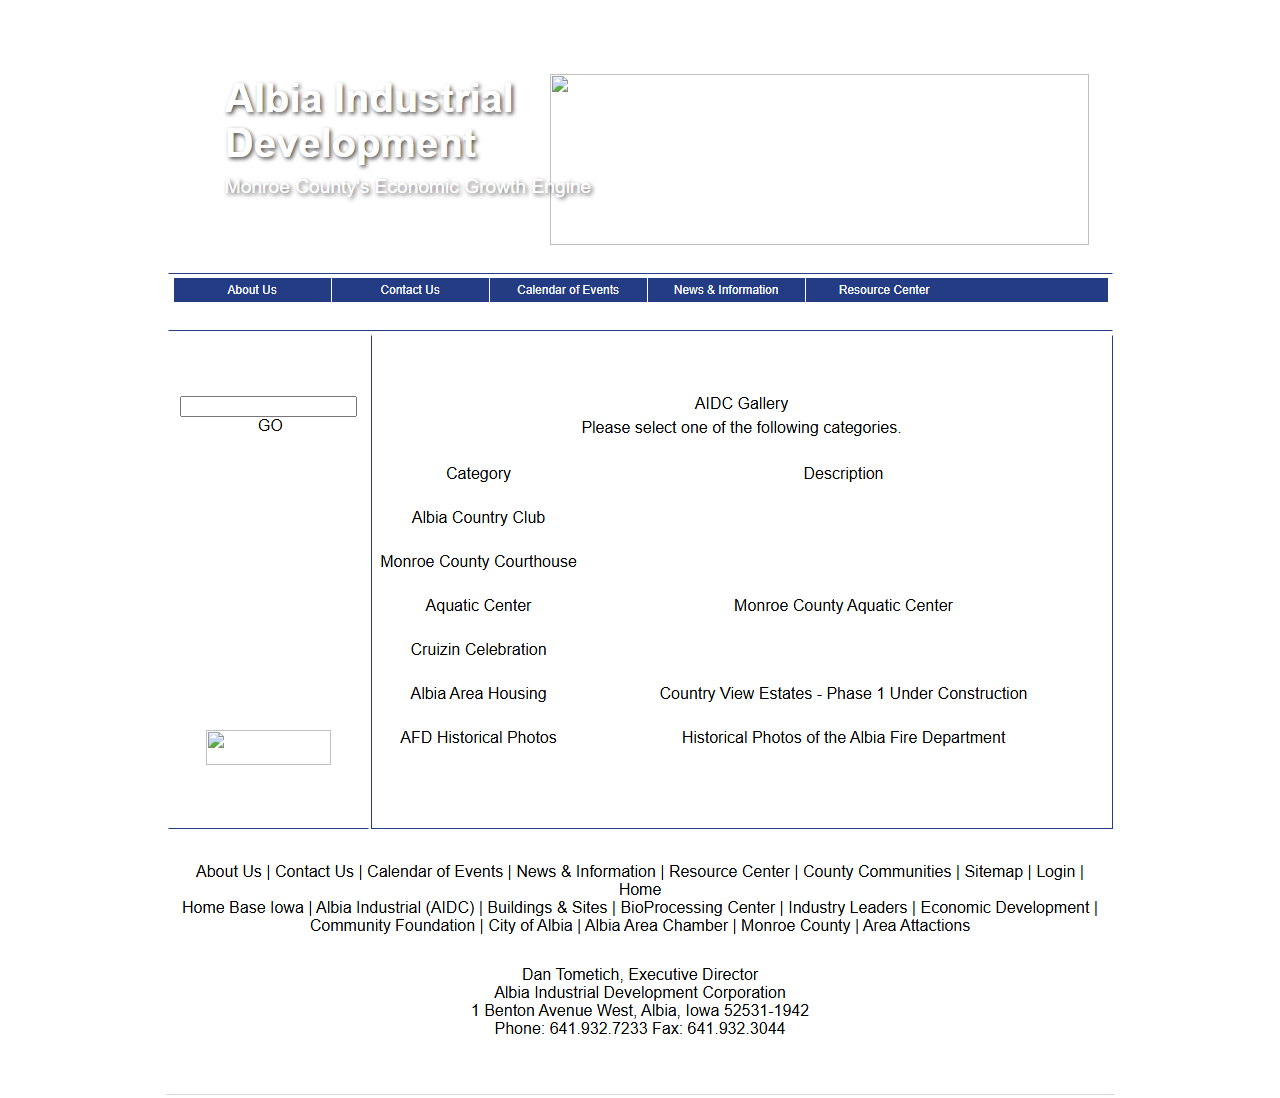 Albia Industrial
Development
Monroe County's Economic Growth Engine
About Us
Contact Us
Calendar of Events
News & Information
Resource Center
GO
AIDC Gallery
Please select one of the following categories.
Category
Description
Albia Country Club
Monroe County Courthouse
Aquatic Center
Monroe County Aquatic Center
Cruizin Celebration
Albia Area Housing
Country View Estates - Phase 1 Under Construction
AFD Historical Photos
Historical Photos of the Albia Fire Department
About Us | Contact Us | Calendar of Events | News & Information | Resource Center | County Communities | Sitemap | Login |
Home
Home Base Iowa | Albia Industrial (AIDC) | Buildings & Sites | BioProcessing Center | Industry Leaders | Economic Development |
Community Foundation | City of Albia | Albia Area Chamber | Monroe County | Area Attactions
Dan Tometich, Executive Director
Albia Industrial Development Corporation
1 Benton Avenue West, Albia, Iowa 52531-1942
Phone: 641.932.7233 Fax: 641.932.3044